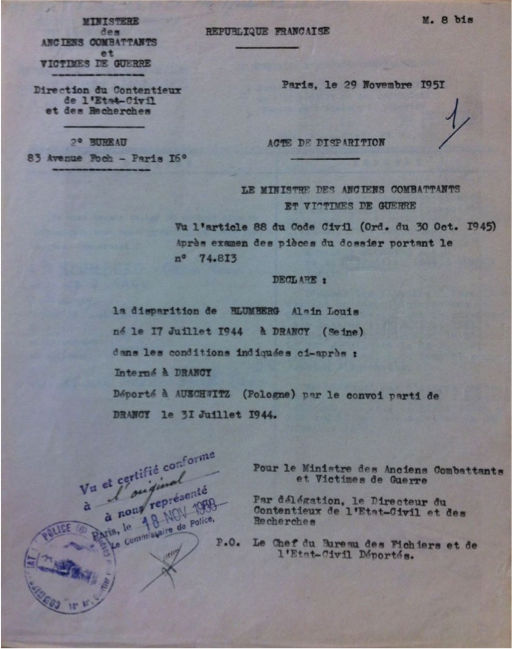 MINISTERE
des
ANCIENS COMBATTANTS
et
VICTIMES DE GUERRE
Direction du Contentieux
de l'Etat-Civil
et des Recherches
2° BUREAU
83 Avenue Foch - Paris 16°
REPUBLIQUE FRANCAISE
M. 8 bis
Paris, le 29 Novembre 1951
1/
ACTE DE DISPARITION
LE MINISTRE DES ANCIENS COMBATTANTS
ET VICTIMES DE GUERRE
Vu l'article 88 du Code Civil (Ord. du 30 Oct. 1945)
Après examen des pièces du dossier portant le
n° 74.813
DECLARE :
la disparition de BLUMBERG Alain Louis
né le 17 Juillet 1944 à DRANCY (Seine)
dans les conditions indiquées ci-après :
Interné à DRANCY
Déporté à AUSCHWITZ (Pologne) par le convoi parti de
DRANCY le 31 Juillet 1944.
Vu et certifié conforme
à l'original
à nous représenté
Paris, le 18 NOV
Le Commissaire de Police,
POLICE
Pour le Ministre des Anciens Combattants
et Victimes de Guerre
Par délégation, le Directeur du
Contentieux de l'Etat-Civil et des
Recherches
P.O. Le Chef du Bureau des Fichiers et de
l'Etat-Civil Déportés.